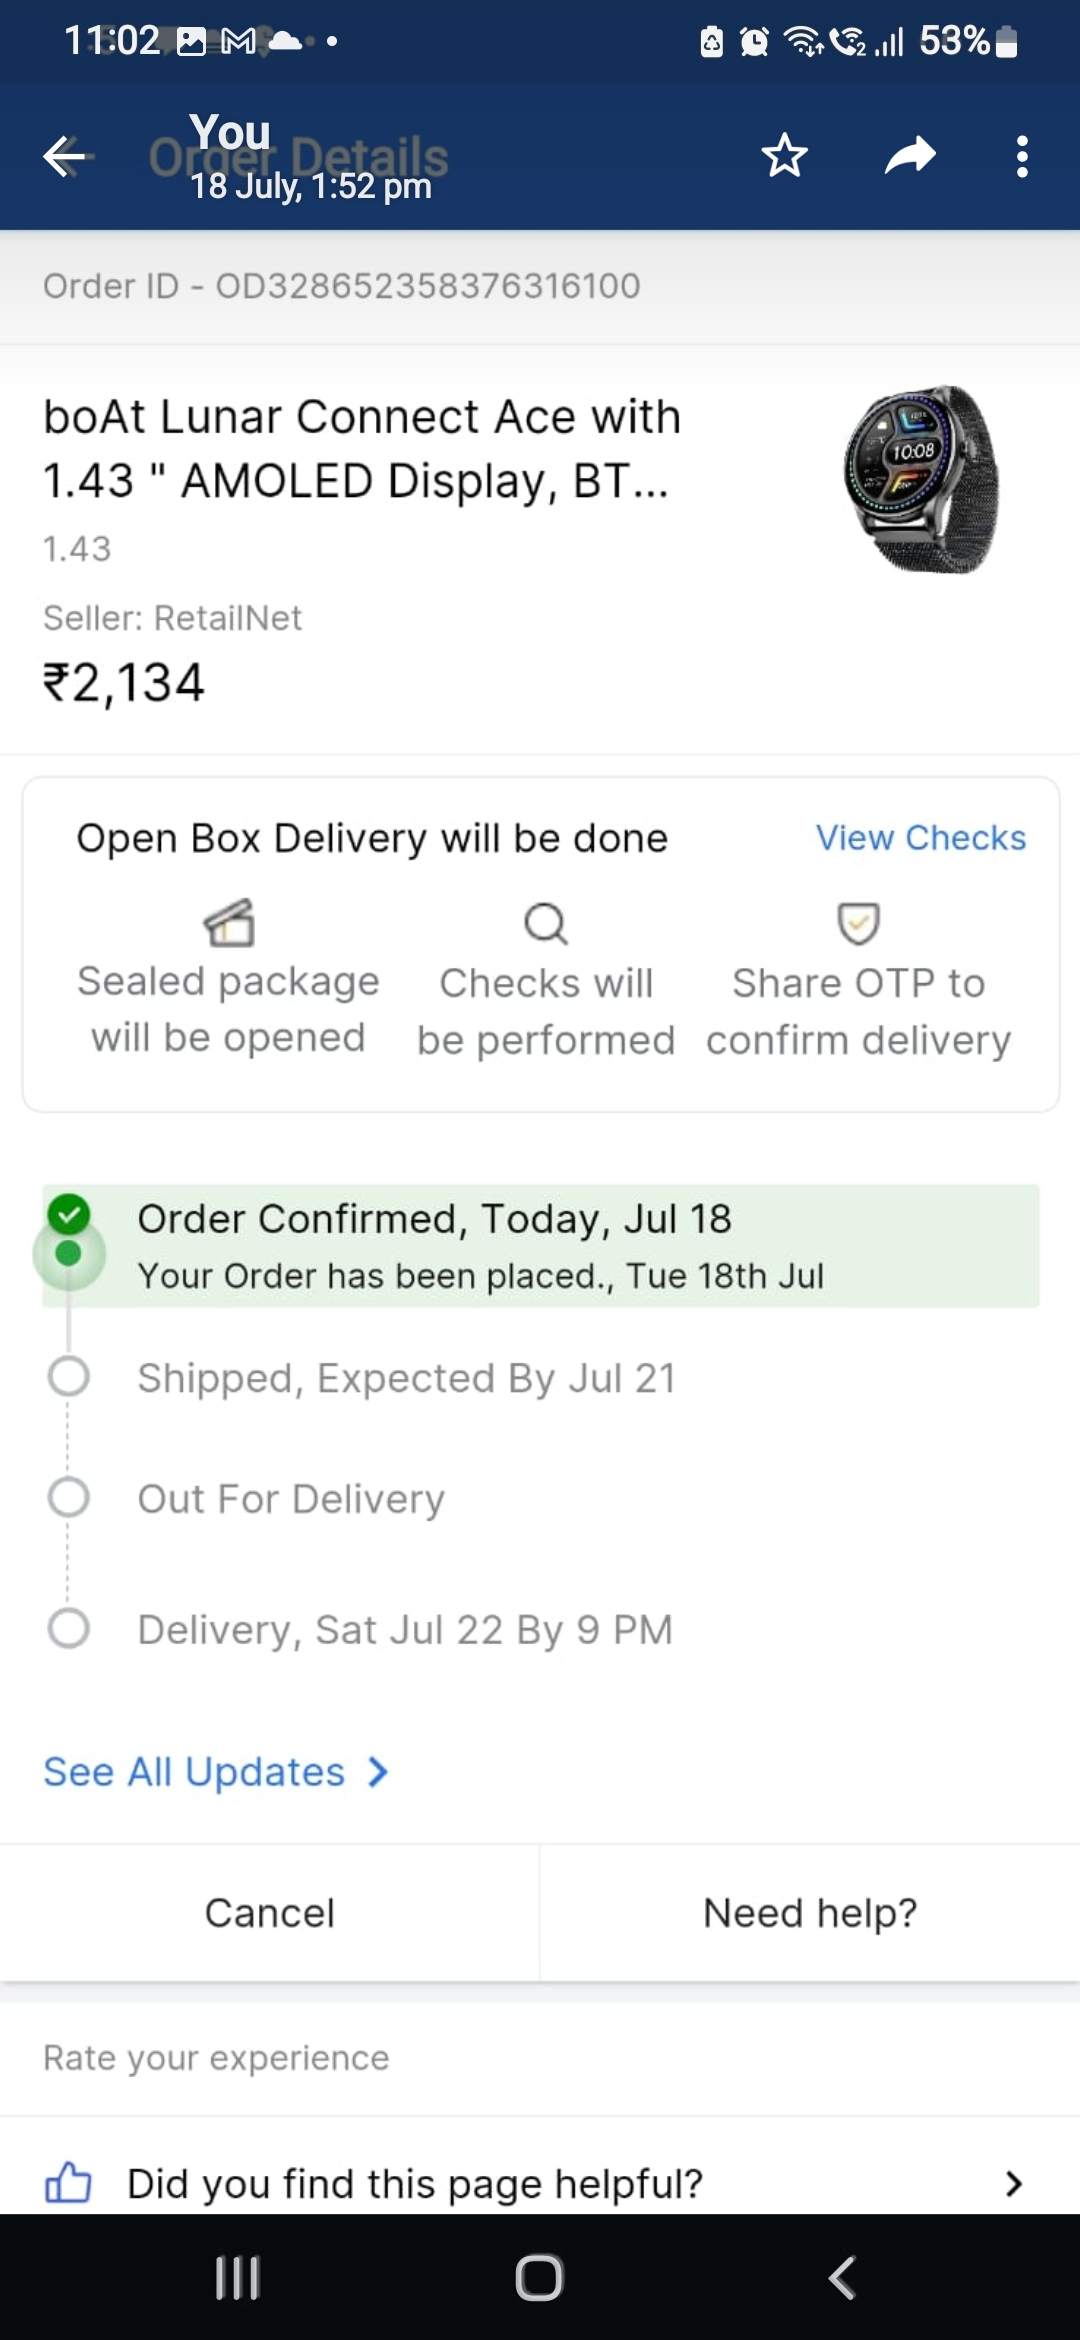 11:02
53%
You
Order Details
18 July, 1:52 pm
Order ID - OD328652358376316100
boAt Lunar Connect Ace with
1.43 " AMOLED Display, BT...
10:08
1.43
Seller: RetailNet
₹2,134
Open Box Delivery will be done
View Checks
Sealed package
will be opened
Checks will
be performed
Share OTP to
confirm delivery
Order Confirmed, Today, Jul 18
Your Order has been placed., Tue 18th Jul
Shipped, Expected By Jul 21
Out For Delivery
Delivery, Sat Jul 22 By 9 PM
See All Updates
Cancel
Need help?
Rate your experience
Did you find this page helpful?